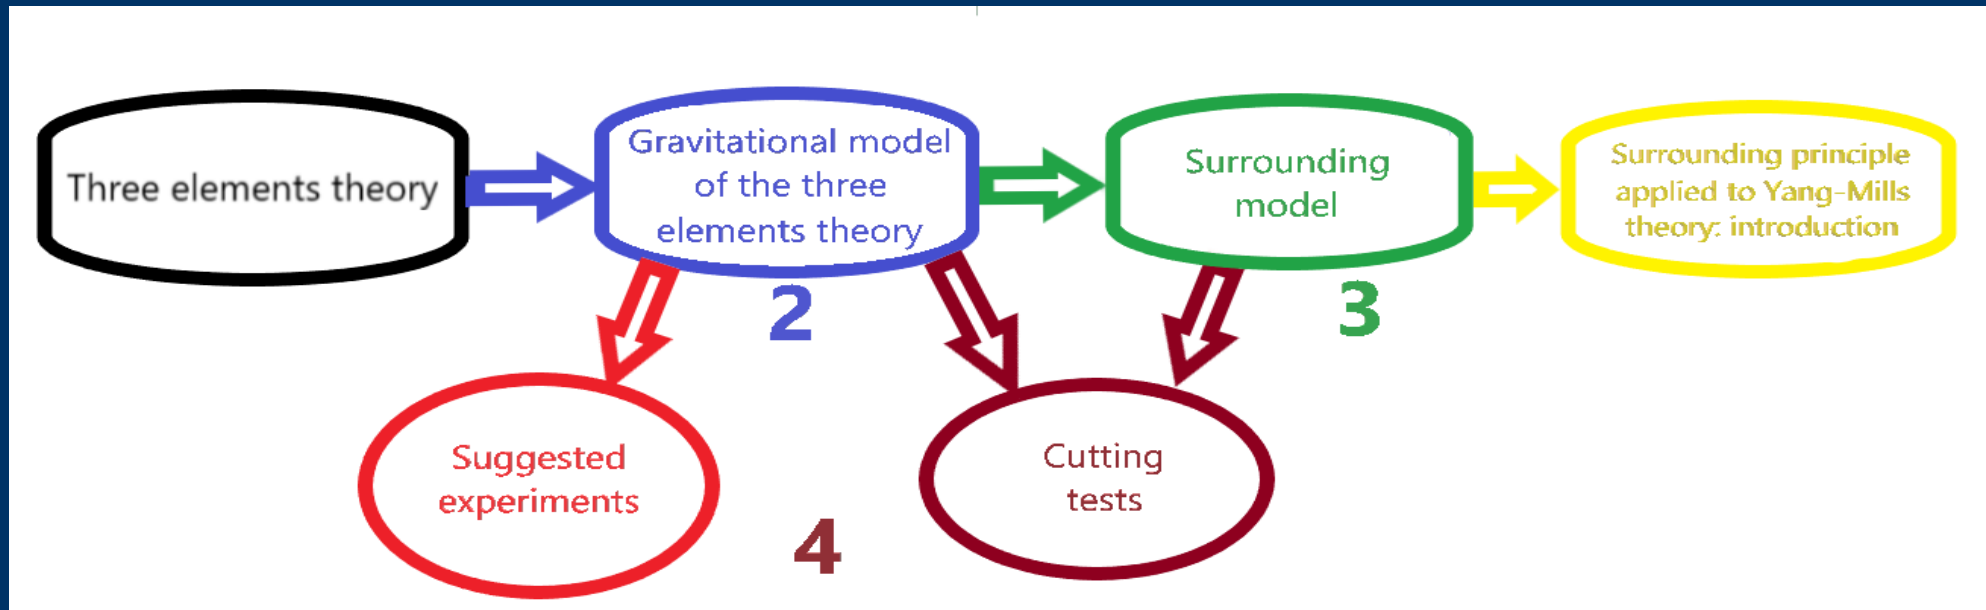 Three elements theory
Gravitational model
of the three
elements theory
Surrounding
model
Surrounding principle
applied to Yang-Mills
theory: introduction
2
3
Suggested
experiments
Cutting
tests
4